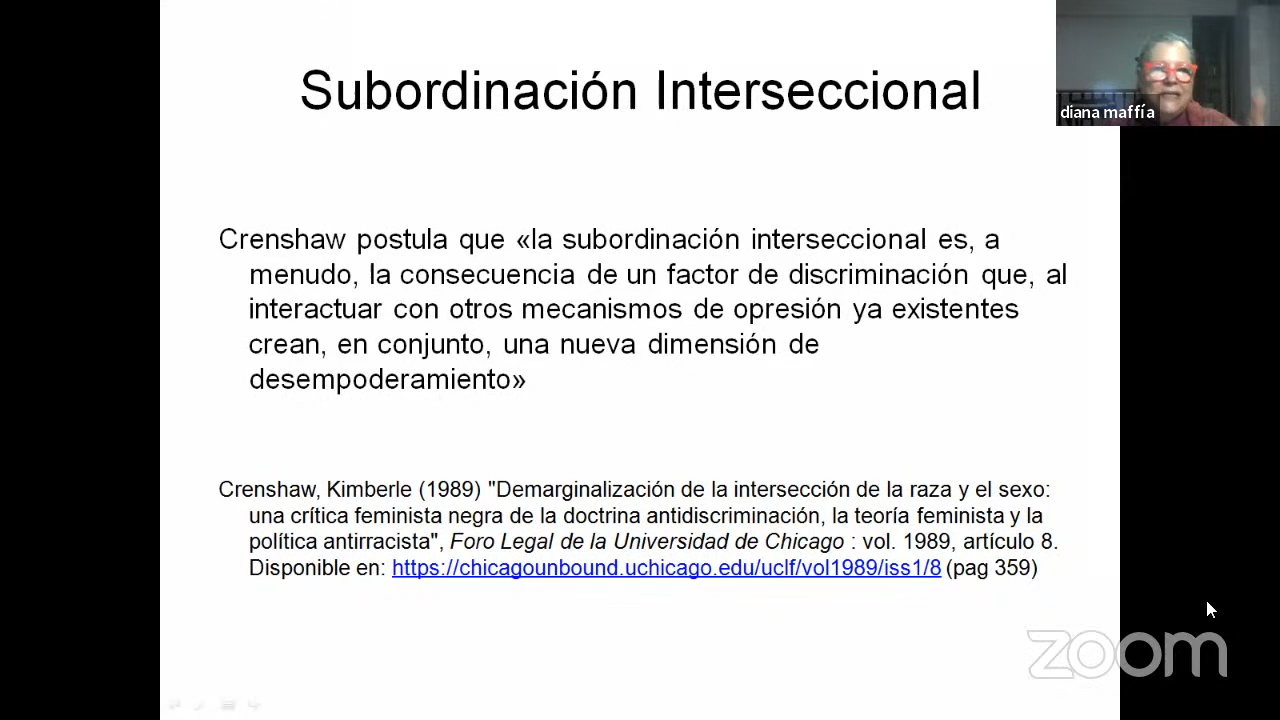 Subordinación Interseccional
diana maffía
Crenshaw postula que «la subordinación interseccional es, a
menudo, la consecuencia de un factor de discriminación que, al
interactuar con otros mecanismos de opresión ya existentes
crean, en conjunto, una nueva dimensión de
desempoderamiento»
Crenshaw, Kimberle (1989) "Demarginalización de la intersección de la raza y el sexo:
una crítica feminista negra de la doctrina antidiscriminación, la teoría feminista y la
política antirracista", Foro Legal de la Universidad de Chicago : vol. 1989, artículo 8.
Disponible en: https://chicagounbound.uchicago.edu/uclf/vol1989/iss1/8 (pag 359)
zoom